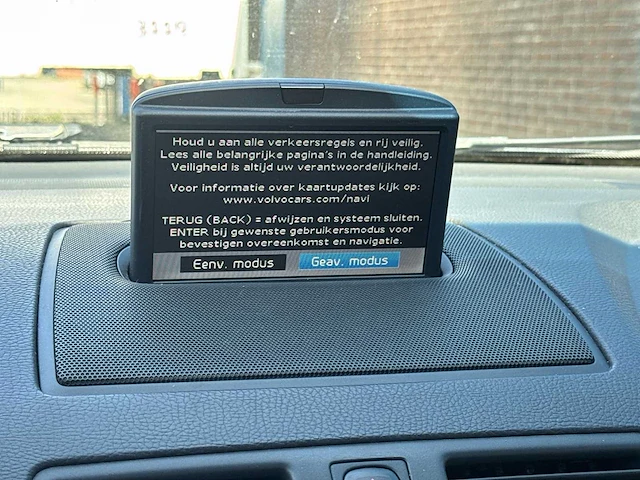 Houd u aan alle verkeersregels en rij veilig.
Lees alle belangrijke pagina's in de handleiding.
Veiligheid is altijd uw verantwoordelijkheid.
Voor informatie over kaartupdates kijk op:
www.volvocars.com/navi
TERUG (BACK) = afwijzen en systeem sluiten.
ENTER bij gewenste gebruikersmodus voor
bevestigen overeenkomst en navigatie.
Eenv. modus
Geav. modus